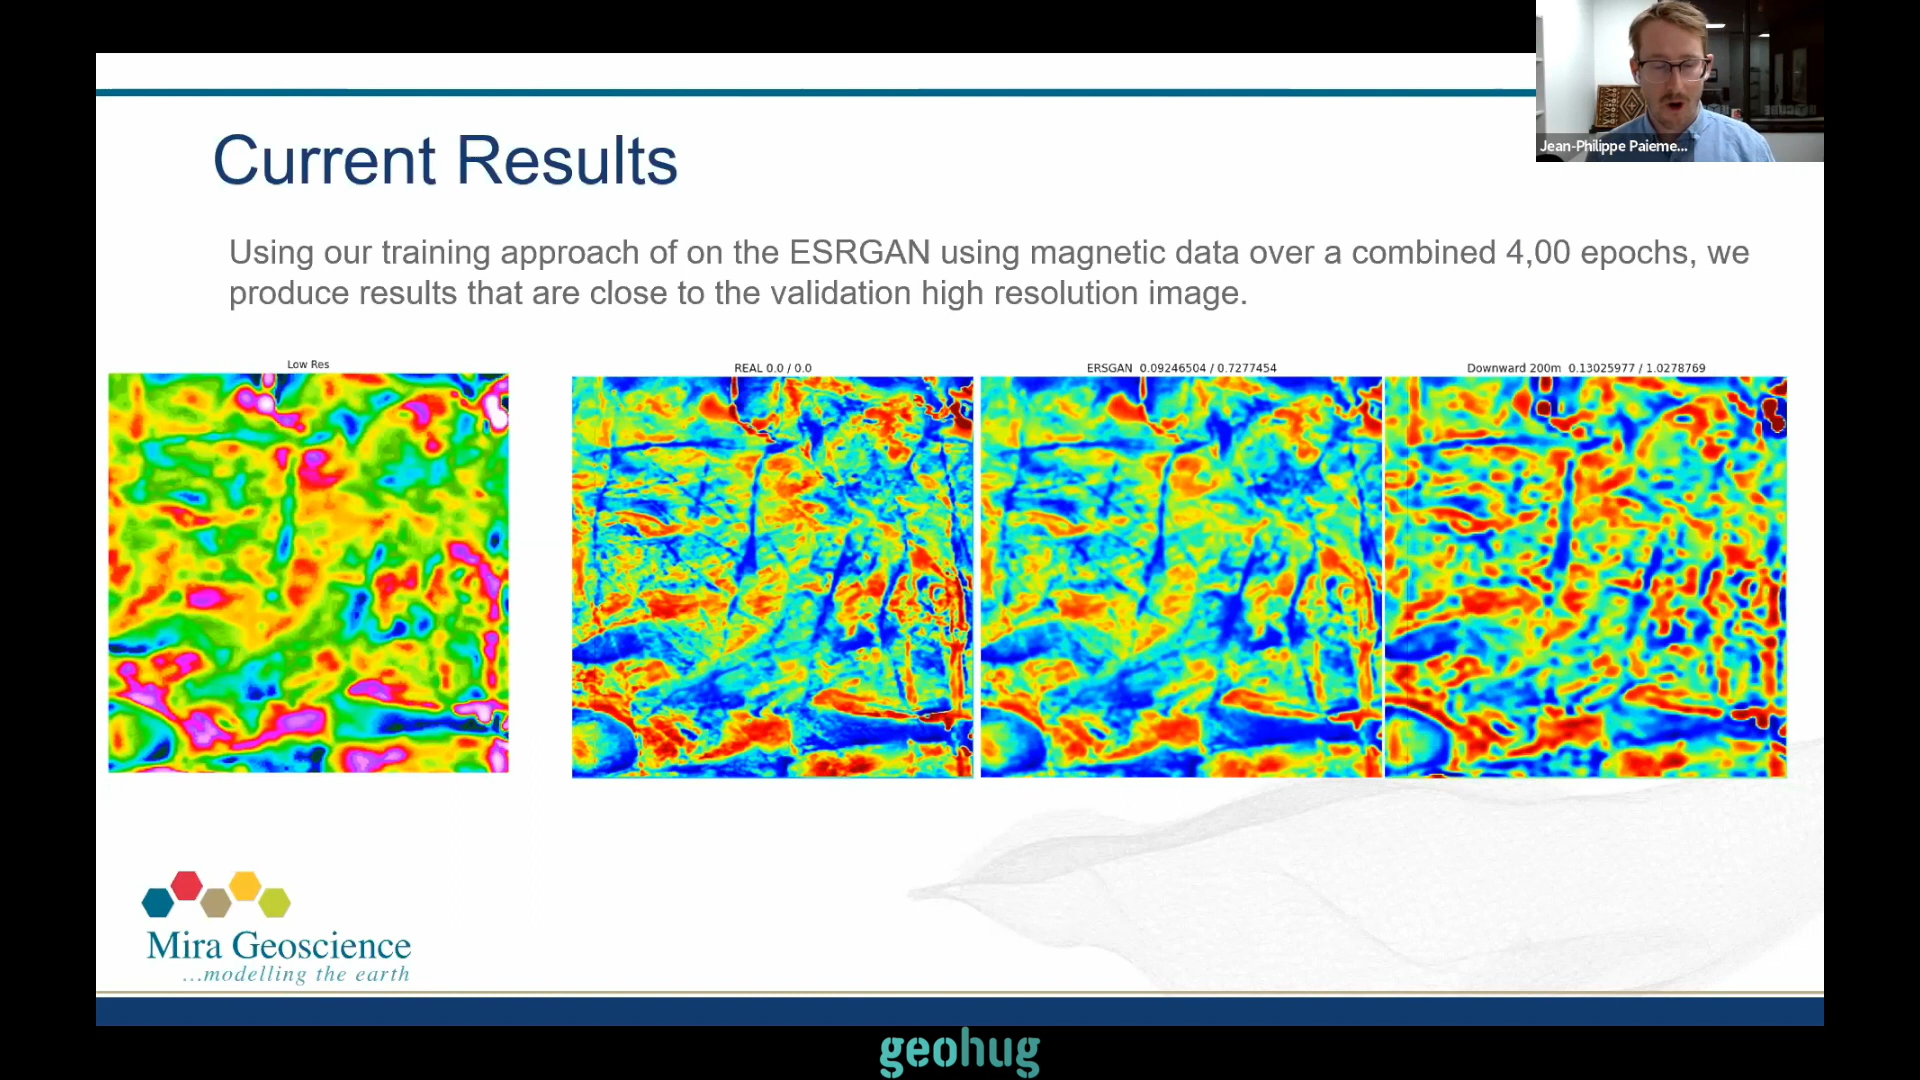 Jean-Philippe Paieme...
Current Results
Using our training approach of on the ESRGAN using magnetic data over a combined 4,00 epochs, we
produce results that are close to the validation high resolution image.
Low Res
REAL 0.0 / 0.0
ERSGAN 0.09246504 / 0.7277454
Downward 200m 0.13025977 / 1.0278769
Mira Geoscience
...modelling the earth
geohug